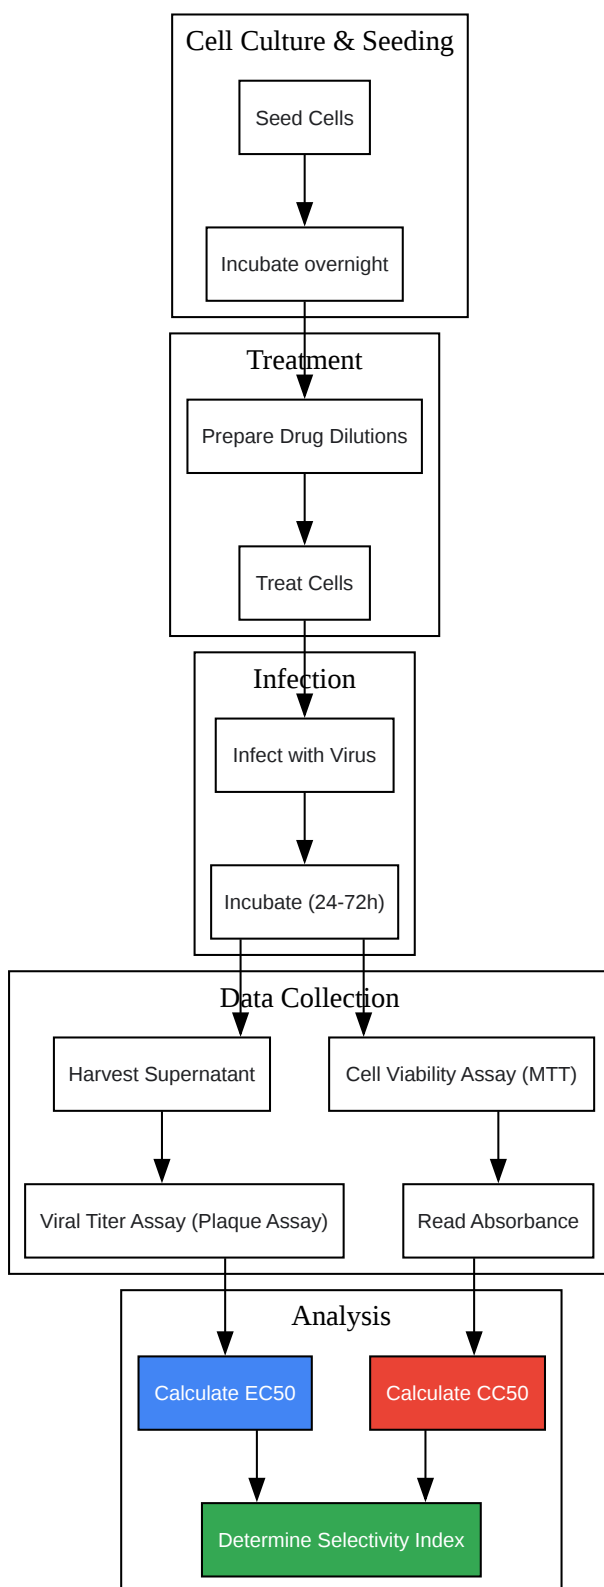 Cell Culture & Seeding
Seed Cells
Incubate overnight
Treatment
Prepare Drug Dilutions
Treat Cells
Infection
Infect with Virus
Incubate (24-72h)
Data Collection
Harvest Supernatant
Cell Viability Assay (MTT)
Viral Titer Assay (Plaque Assay)
Read Absorbance
Analysis
Calculate EC50
Calculate CC50
Determine Selectivity Index